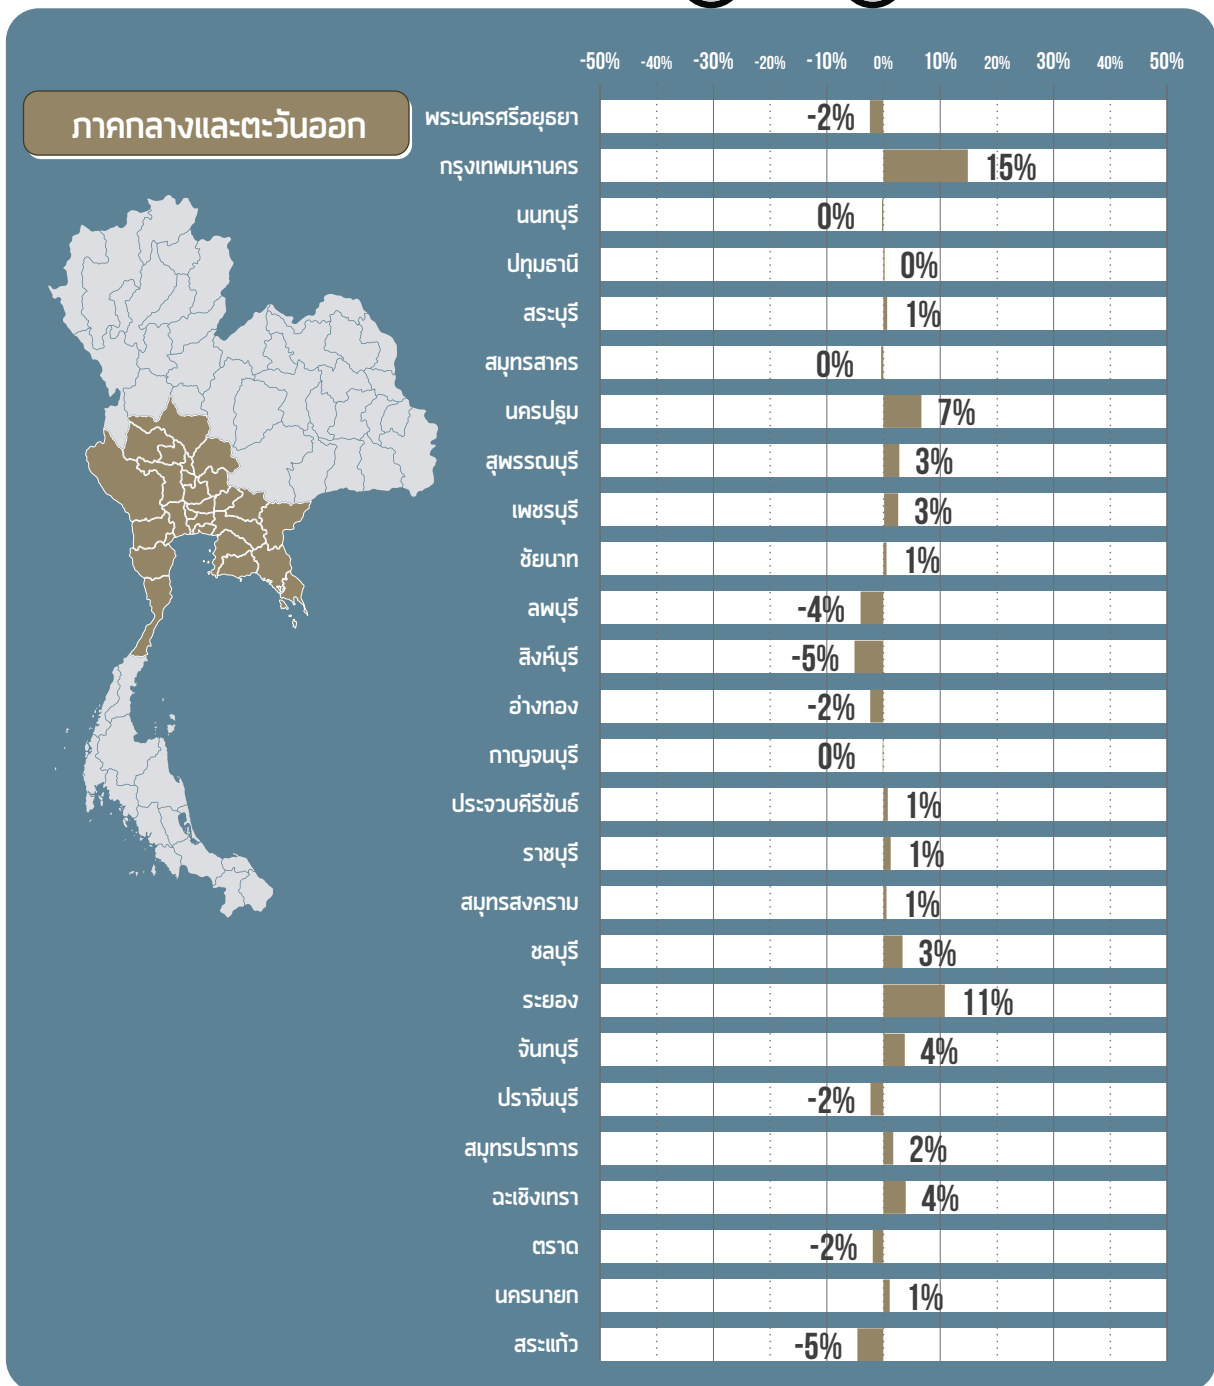 -50% -40% -30% -20% -10% 0% 10% 20% 30% 40% 50%
ภาคกลางและตะวันออก
พระนครศรีอยุธยา -2%
กรุงเทพมหานคร 15%
นนทบุรี 0%
ปทุมธานี 0%
สระบุรี 1%
สมุทรสาคร 0%
นครปฐม 7%
สุพรรณบุรี 3%
เพชรบุรี 3%
ชัยนาท 1%
ลพบุรี -4%
สิงห์บุรี -5%
อ่างทอง -2%
กาญจนบุรี 0%
ประจวบคีรีขันธ์ 1%
ราชบุรี 1%
สมุทรสงคราม 1%
ชลบุรี 3%
ระยอง 11%
จันทบุรี 4%
ปราจีนบุรี -2%
สมุทรปราการ 2%
ฉะเชิงเทรา 4%
ตราด -2%
นครนายก 1%
สระแก้ว -5%